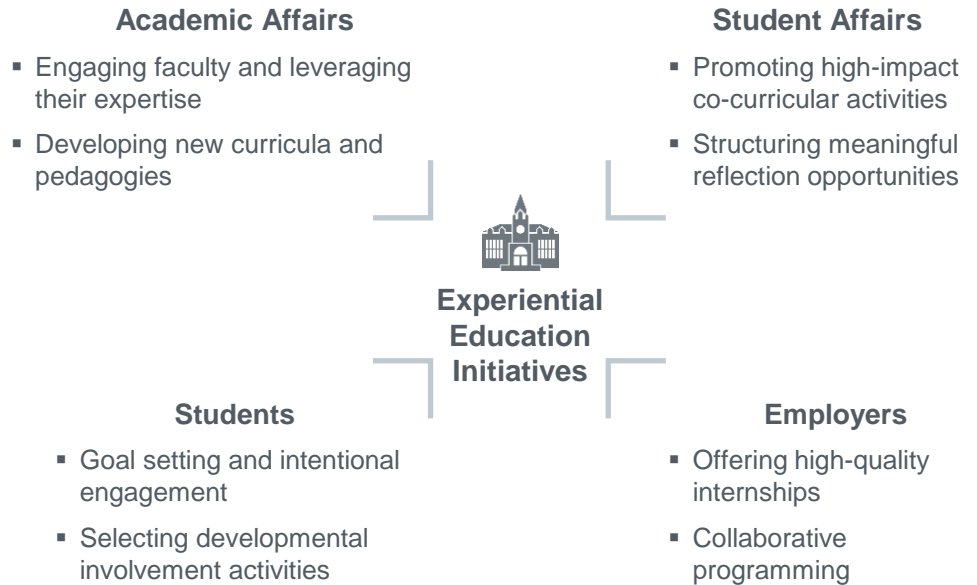 Academic Affairs
▪ Engaging faculty and leveraging
their expertise
▪ Developing new curricula and
pedagogies
Student Affairs
▪ Promoting high-impact
co-curricular activities
▪ Structuring meaningful
reflection opportunities
Experiential
Education
Initiatives
Students
▪ Goal setting and intentional
engagement
▪ Selecting developmental
involvement activities
Employers
▪ Offering high-quality
internships
▪ Collaborative
programming